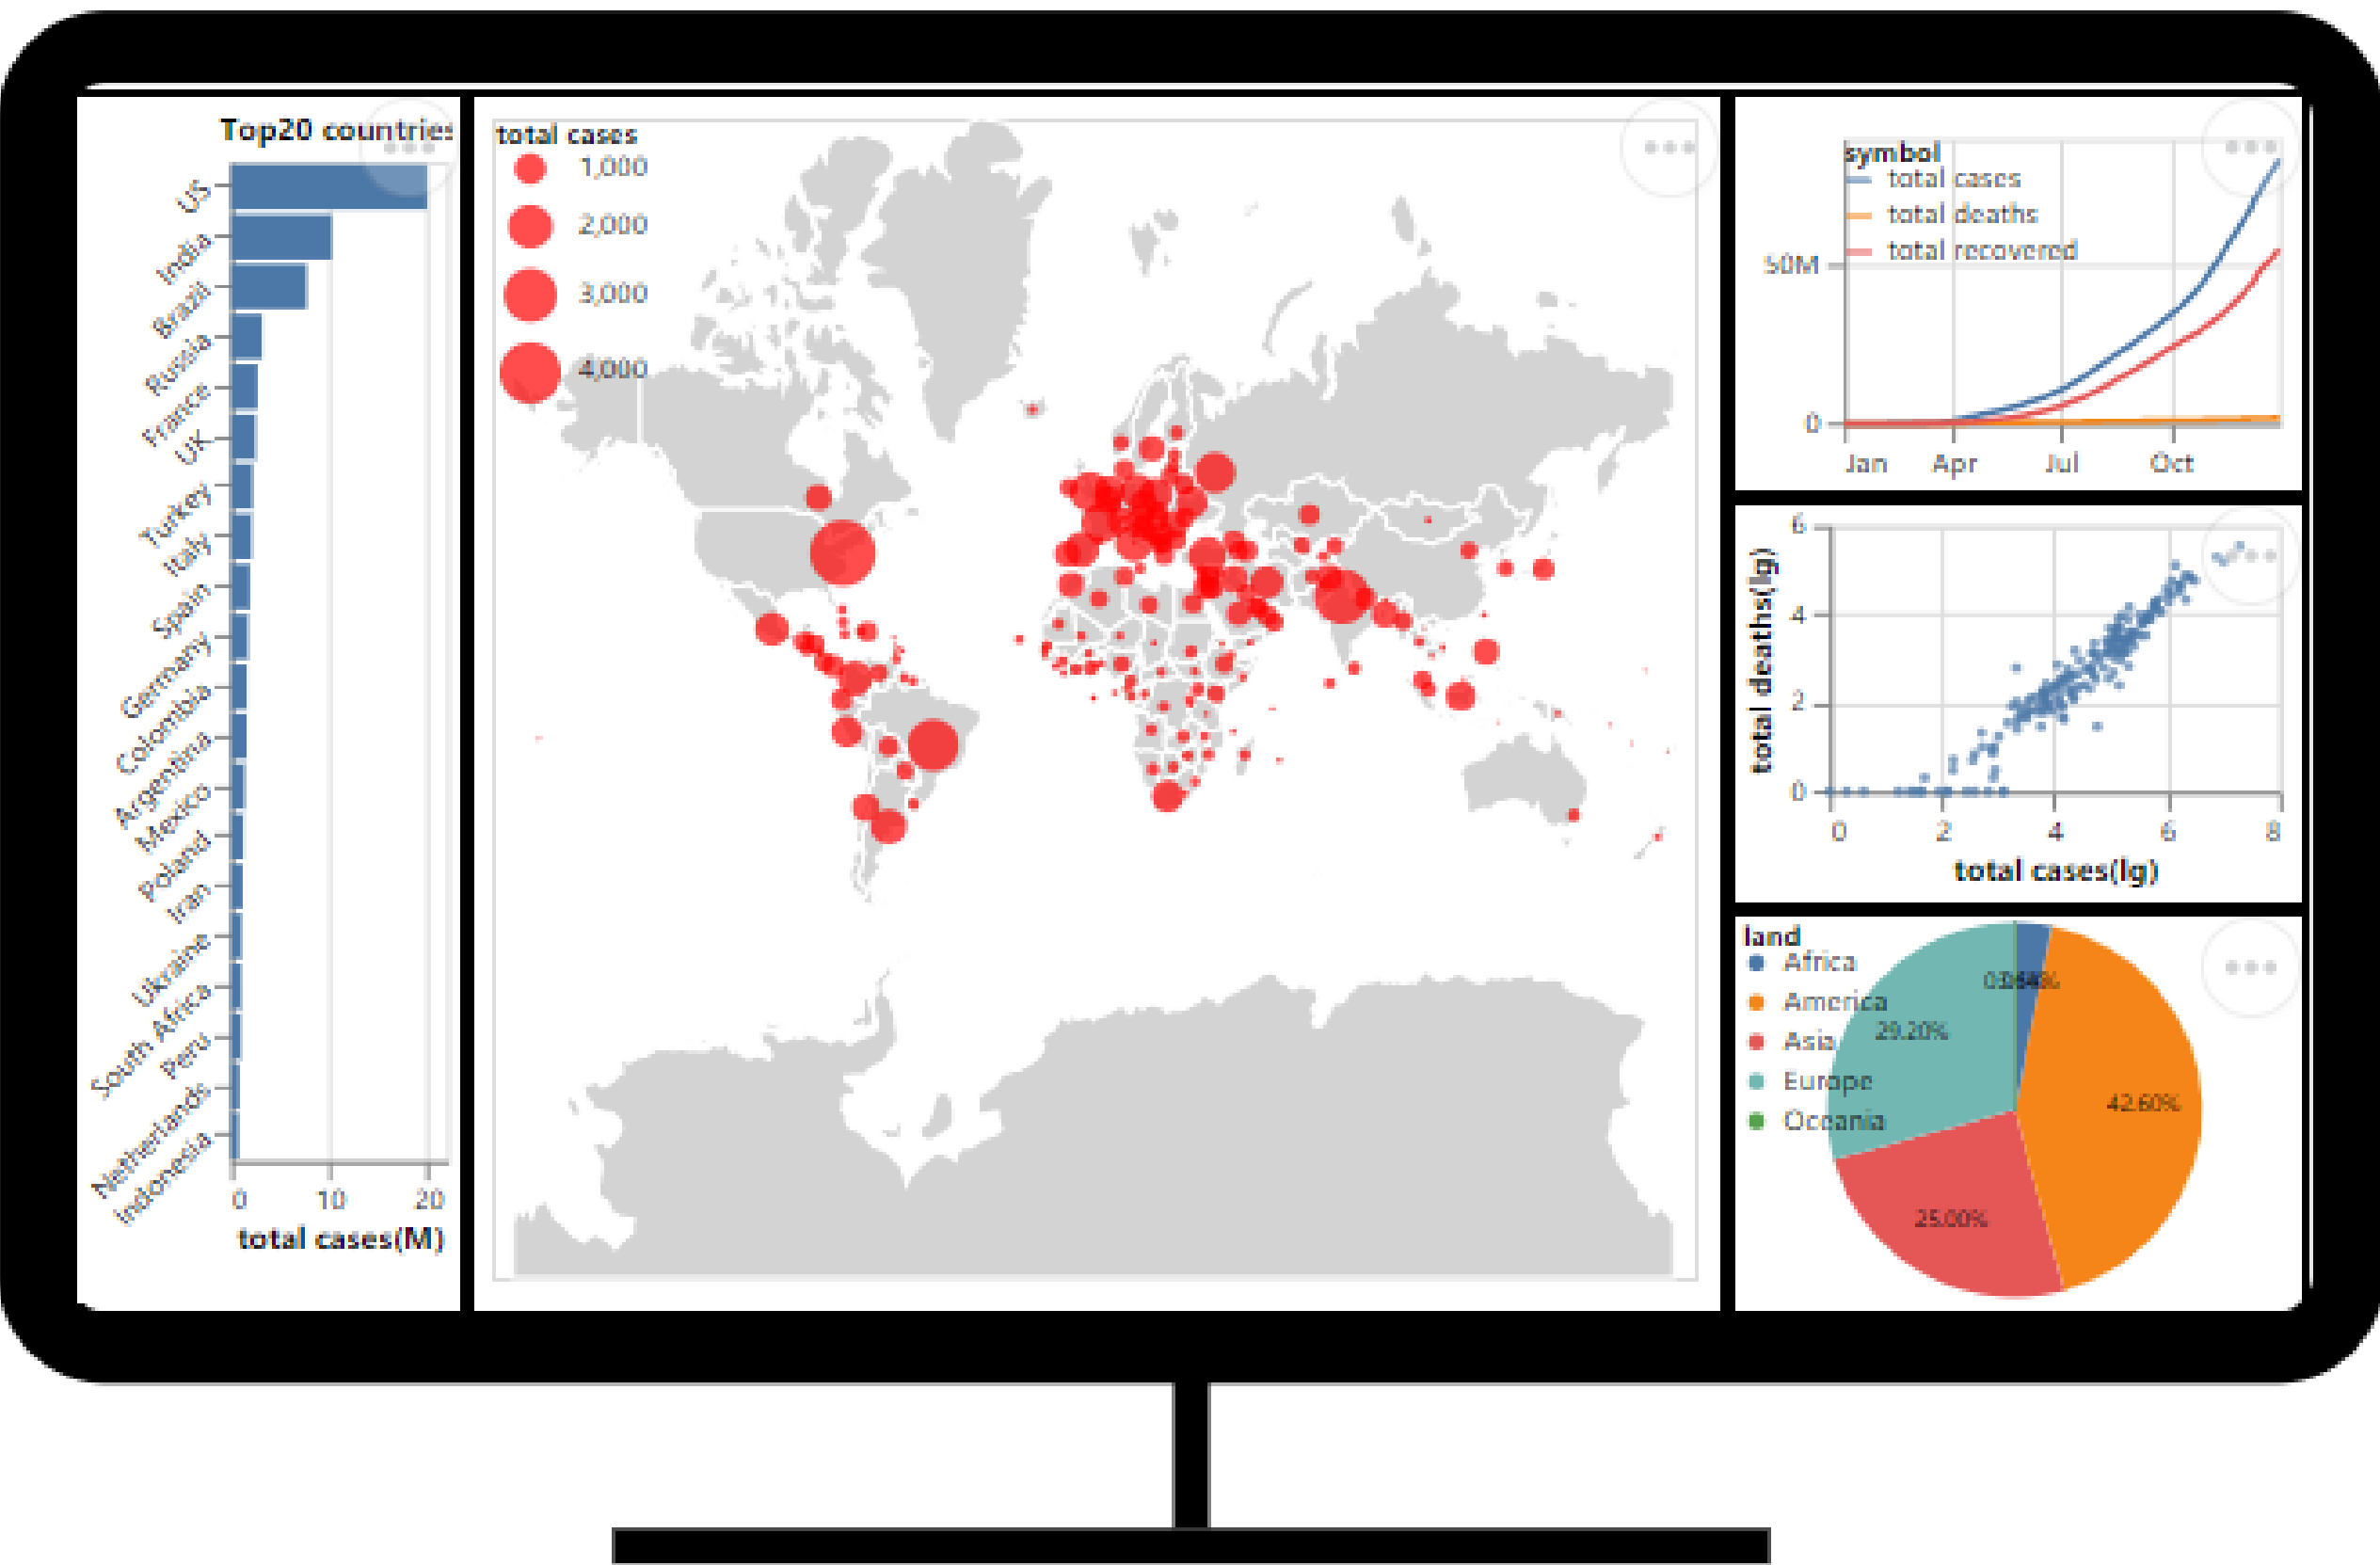 Top20 countries
US
India
Brazil
Russia
France
UK
Turkey
Italy
Spain
Germany
Colombia
Argentina
Mexico
Poland
Iran
Ukraine
South Africa
Peru
Netherlands
Indonesia
0 10 20
total cases(M)
total cases
1,000
2,000
3,000
4,000
symbol
total cases
total deaths
total recovered
50M
0
Jan Apr Jul Oct
total deaths(lg)
6
4
2
0
0 2 4 6 8
total cases(lg)
land
Africa
America
Asia
Europe
Oceania
29.20%
42.60%
25.00%